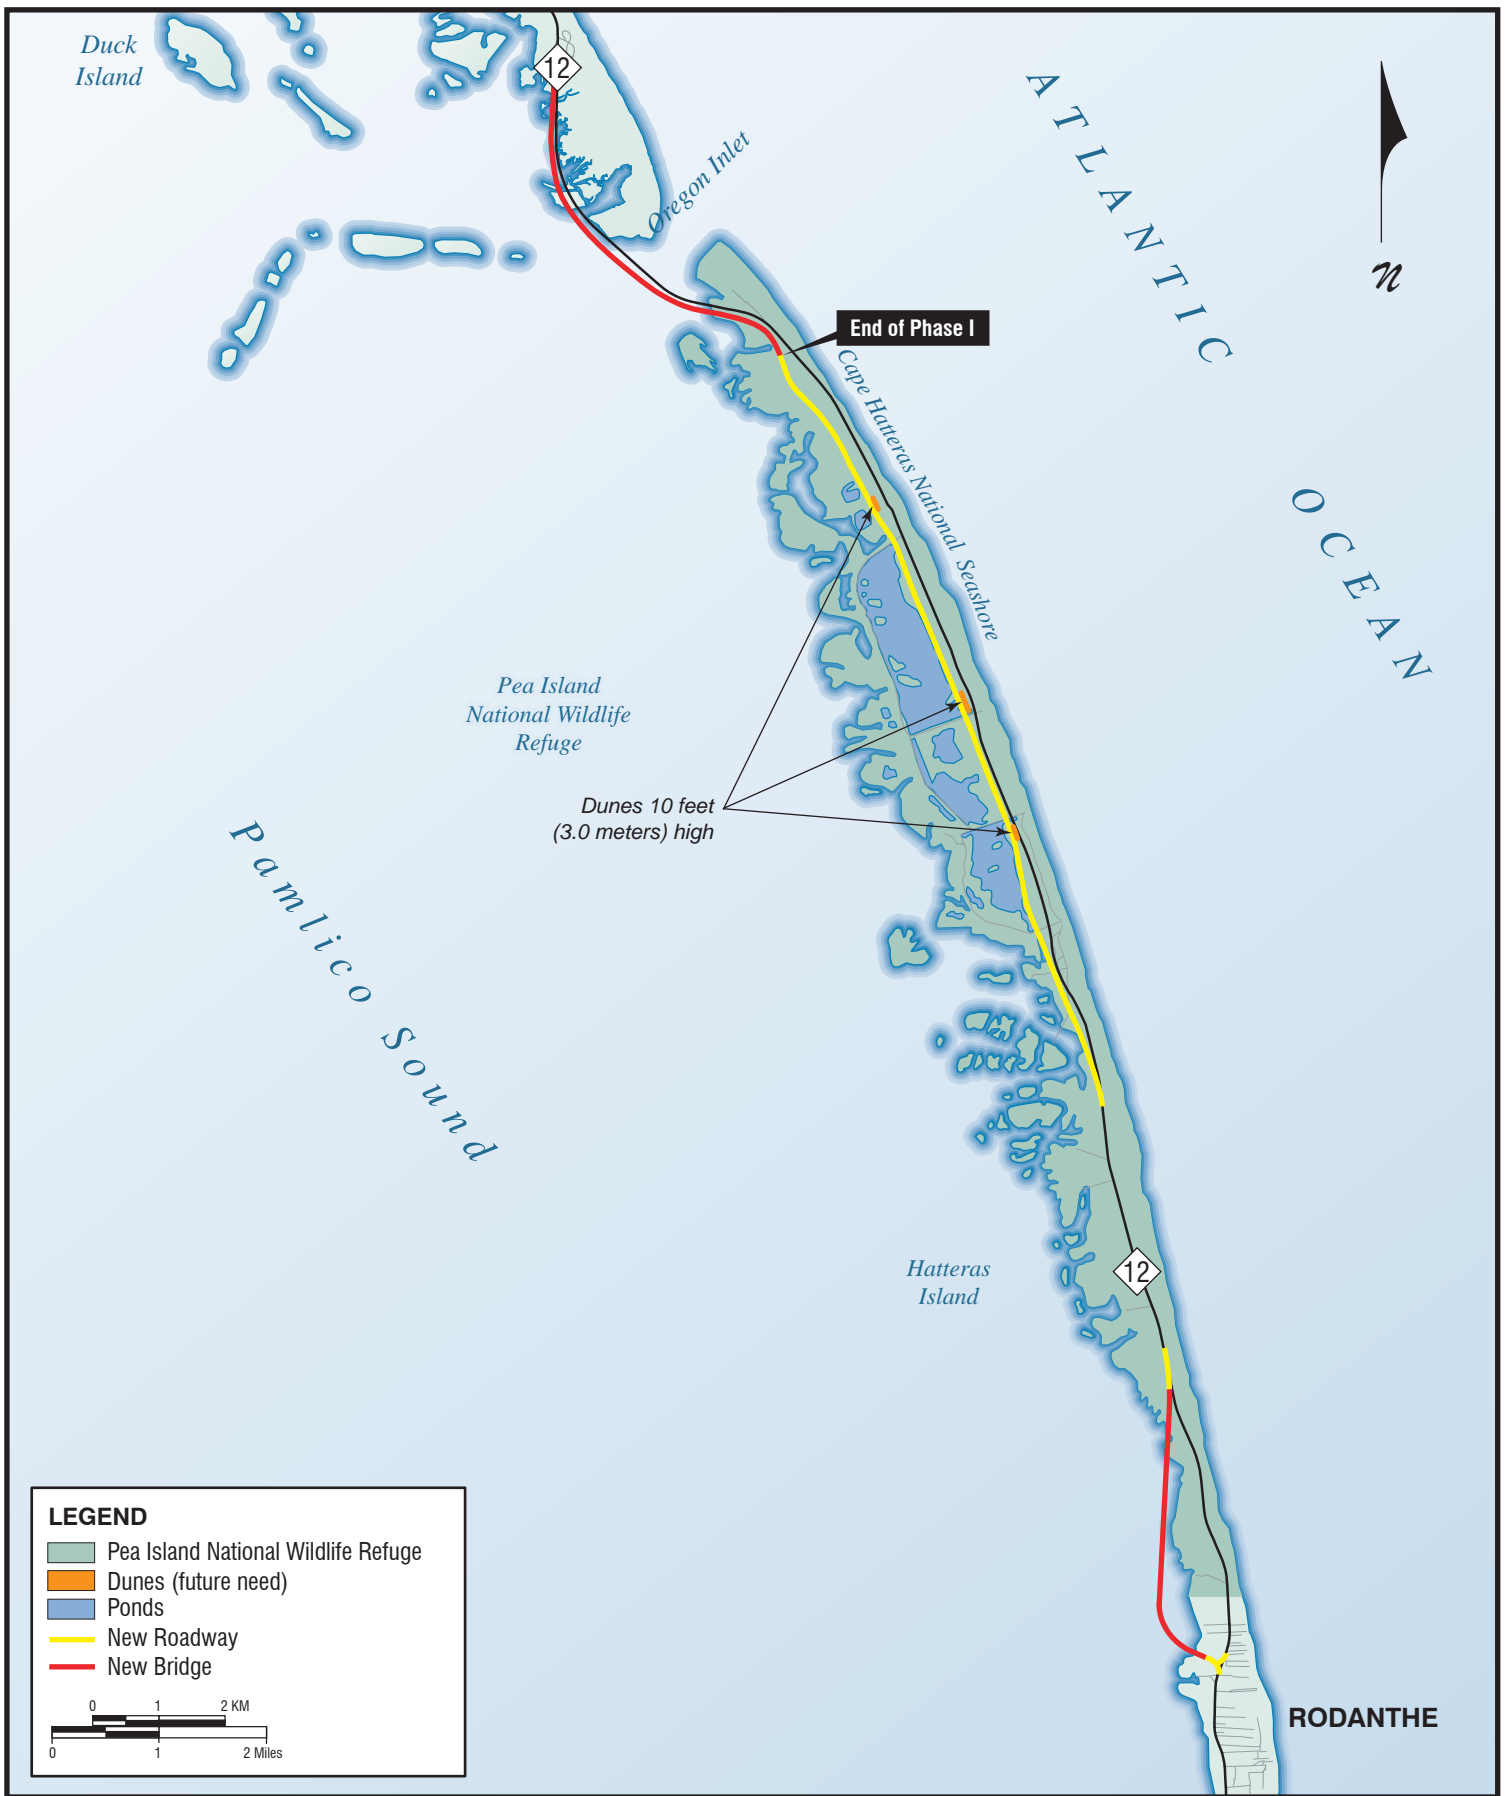 Duck
Island
12
Oregon Inlet
ATLANTIC
OCEAN
N
End of Phase I
Cape Hatteras National Seashore
Pea Island
National Wildlife
Refuge
Dunes 10 feet
(3.0 meters) high
Pamlico Sound
Hatteras
Island
12
RODANTHE
LEGEND
Pea Island National Wildlife Refuge
Dunes (future need)
Ponds
New Roadway
New Bridge
0 1 2 KM
0 1 2 Miles